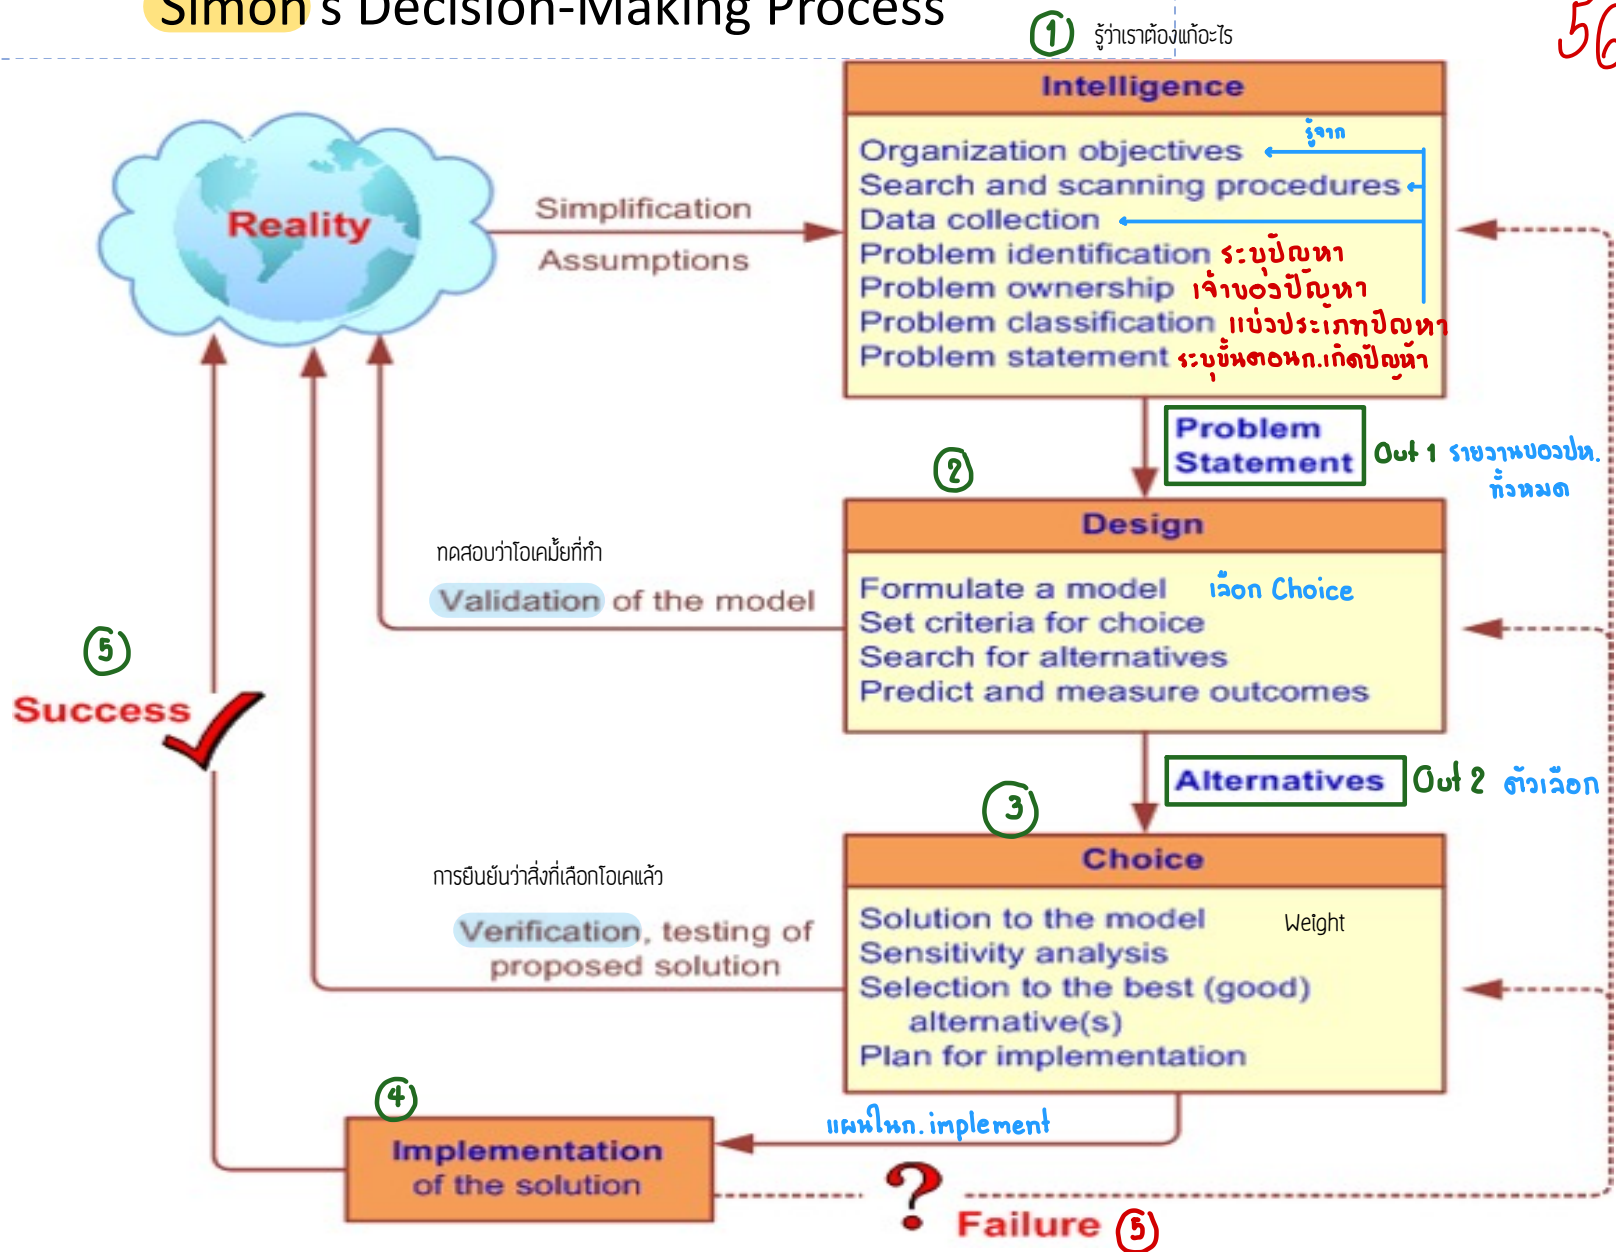 Simon's Decision-Making Process
56
1 รู้ว่าเราต้องแก้อะไร
Intelligence
รู้จาก
Organization objectives
Search and scanning procedures
Data collection
Problem identification ระบุปัญหา
Problem ownership เจ้าของปัญหา
Problem classification แบ่งประเภทปัญหา
Problem statement ระบุขั้นตอนก.เกิดปัญหา
Reality
Simplification
Assumptions
Problem
Statement
Out 1 รายงานของปห.
ทั้งหมด
2
Design
Formulate a model เลือก Choice
Set criteria for choice
Search for alternatives
Predict and measure outcomes
ทดสอบว่าโอเคมั้ยที่ทำ
Validation of the model
5
Success
Alternatives Out 2 ตัวเลือก
3
Choice
Solution to the model Weight
Sensitivity analysis
Selection to the best (good)
alternative(s)
Plan for implementation
การยืนยันว่าสิ่งที่เลือกโอเคแล้ว
Verification, testing of
proposed solution
4
แผนในก. implement
Implementation
of the solution
?
Failure 5